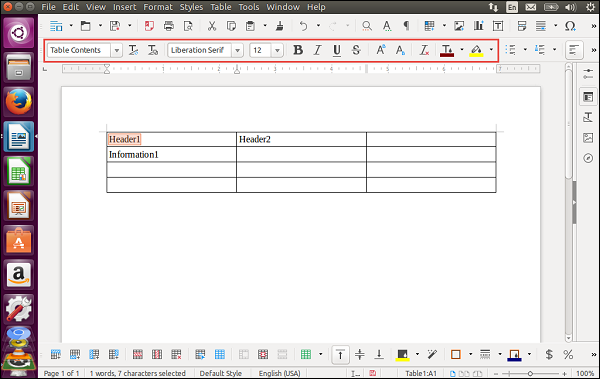 File Edit View Insert Format Styles Table Tools Window Help En
Table Contents Liberation Serif 12 B I U S
Header1 Header2
Information1
Page 1 of 1 1 words, 7 characters selected Default Style English (USA) Table1:A1 100%